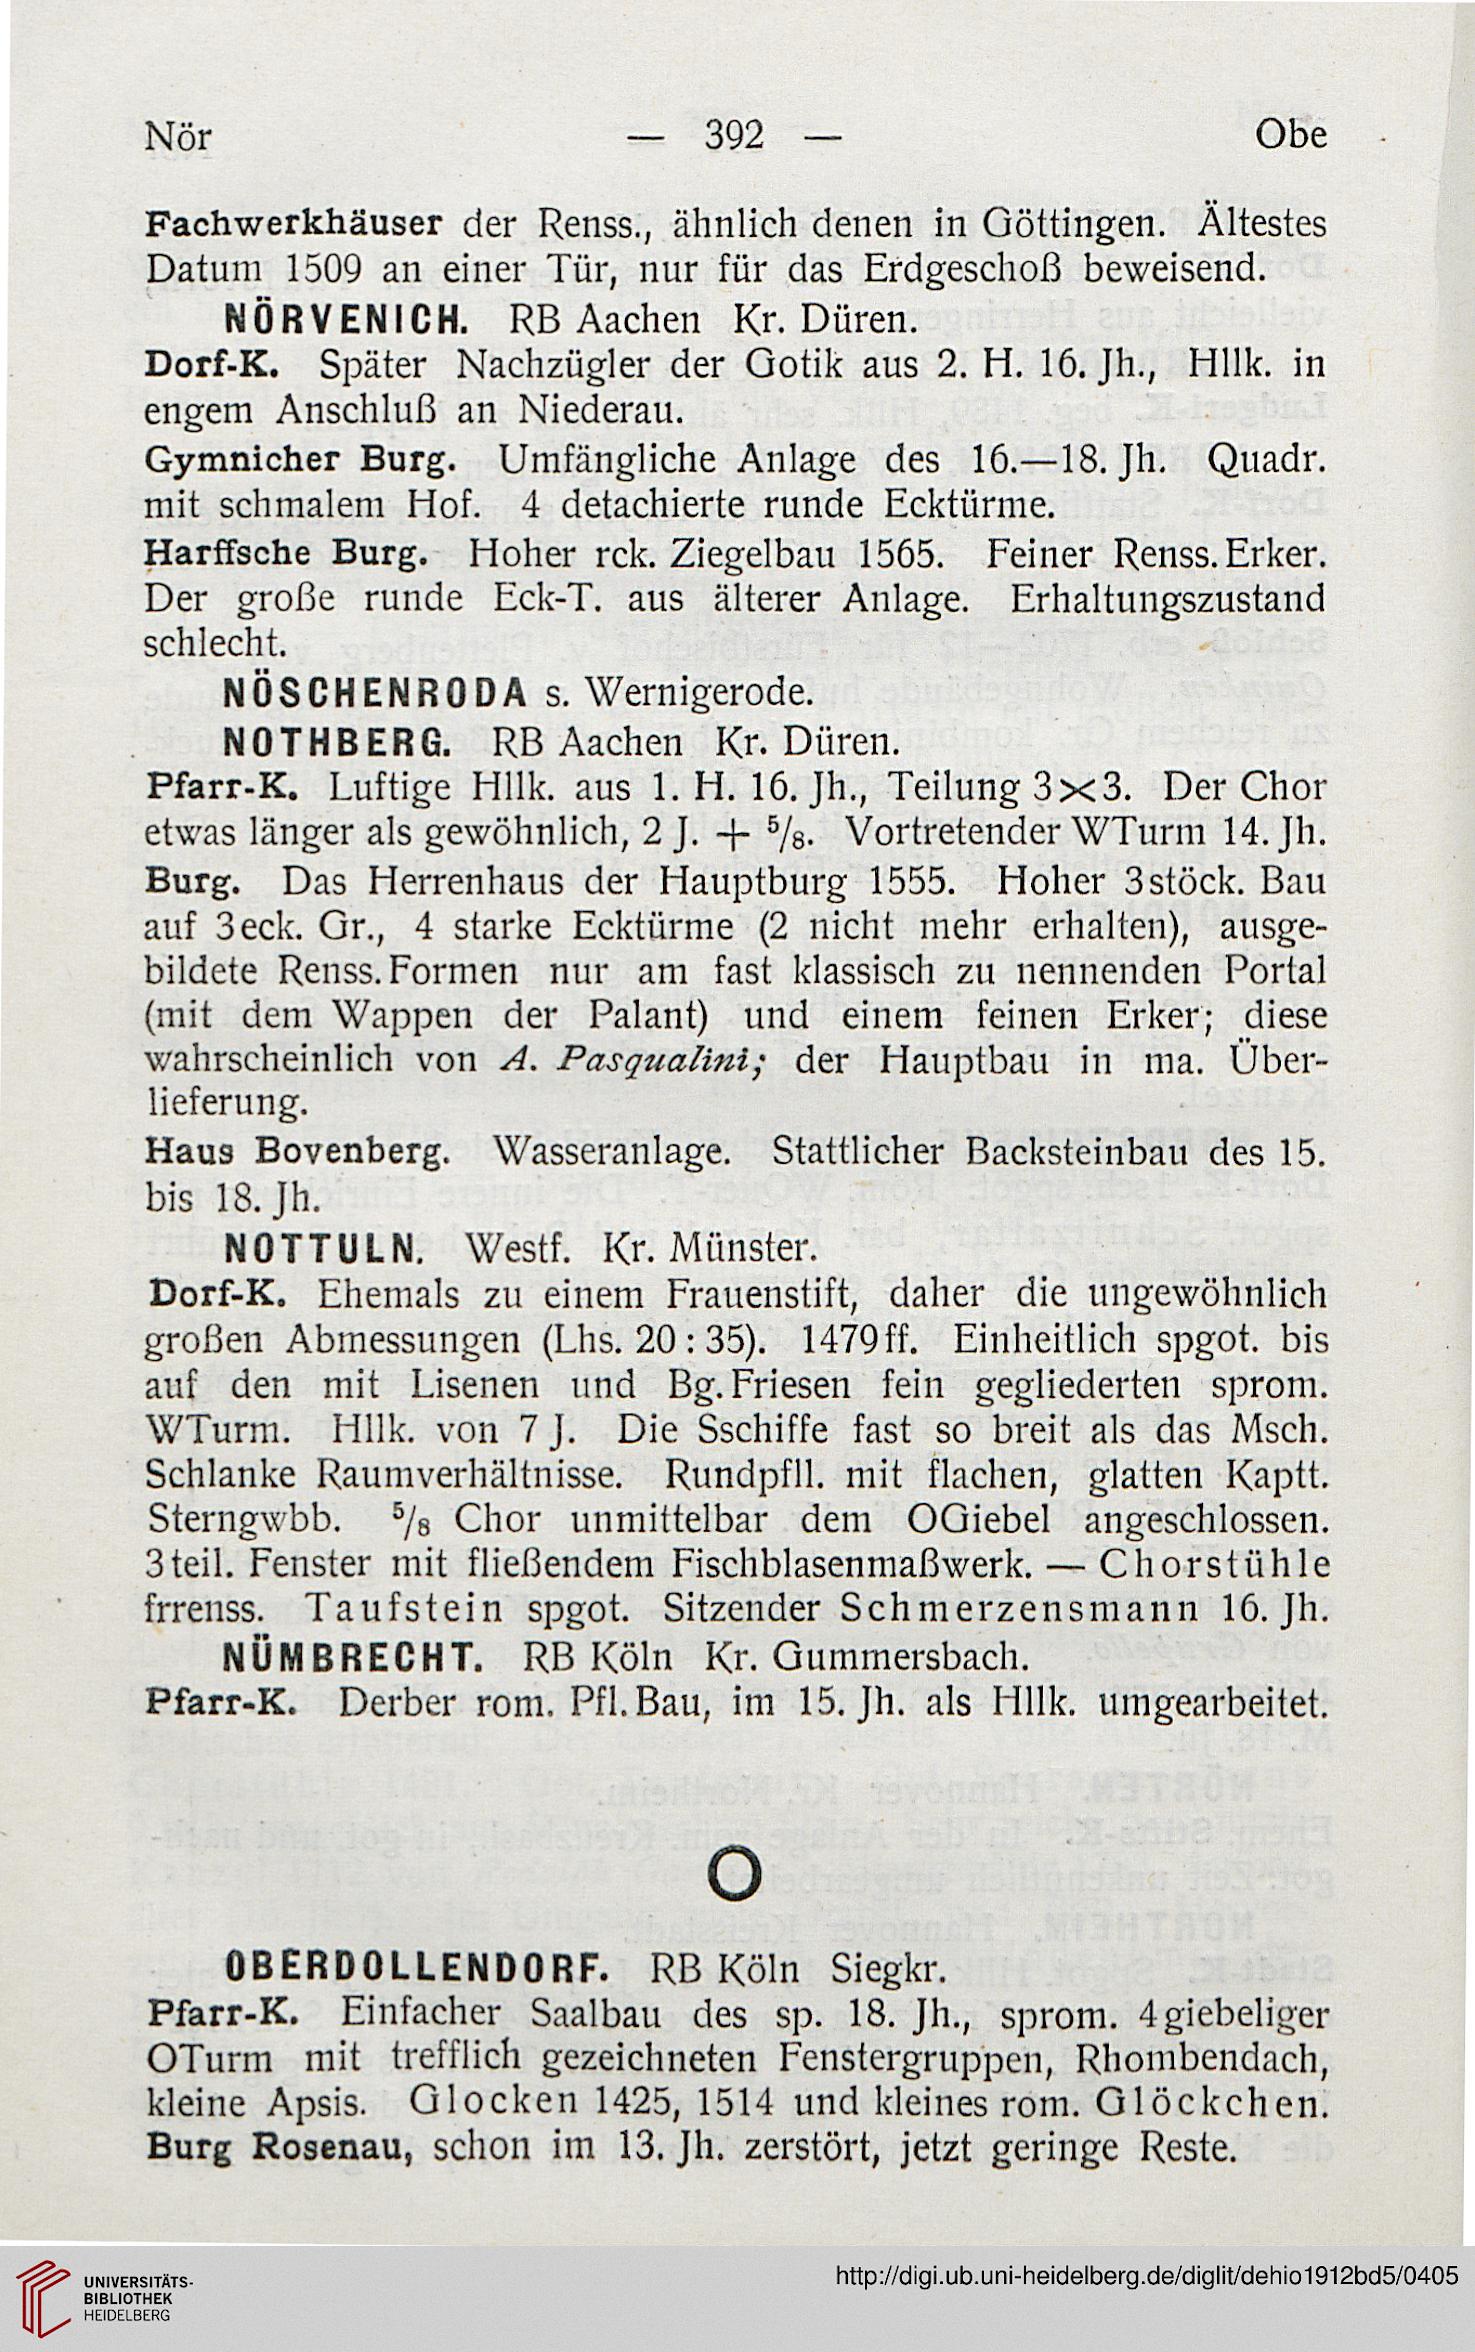 Nör — 392 — Obe
Fachwerkhäuser der Renss., ähnlich denen in Göttingen. Ältestes
Datum 1509 an einer Tür, nur für das Erdgeschoß beweisend.
NÖRVENICH. RB Aachen Kr. Düren.
Dorf-K. Später Nachzügler der Gotik aus 2. H. 16. Jh., Hllk. in
engem Anschluß an Niederau.
Gymnicher Burg. Umfängliche Anlage des 16.—18. Jh. Quadr.
mit schmalem Hof. 4 detachierte runde Ecktürme.
Harffsche Burg. Hoher rck. Ziegelbau 1565. Feiner Renss. Erker.
Der große runde Eck-T. aus älterer Anlage. Erhaltungszustand
schlecht.
NÖSCHENRODA s. Wernigerode.
NOTHBERG. RB Aachen Kr. Düren.
Pfarr-K. Luftige Hllk. aus 1. H. 16. Jh., Teilung 3×3. Der Chor
etwas länger als gewöhnlich, 2 J. + ⁵/₈. Vortretender WTurm 14. Jh.
Burg. Das Herrenhaus der Hauptburg 1555. Hoher 3stöck. Bau
auf 3eck. Gr., 4 starke Ecktürme (2 nicht mehr erhalten), ausge-
bildete Renss. Formen nur am fast klassisch zu nennenden Portal
(mit dem Wappen der Palant) und einem feinen Erker; diese
wahrscheinlich von A. Pasqualini; der Hauptbau in ma. Über-
lieferung.
Haus Bovenberg. Wasseranlage. Stattlicher Backsteinbau des 15.
bis 18. Jh.
NOTTULN. Westf. Kr. Münster.
Dorf-K. Ehemals zu einem Frauenstift, daher die ungewöhnlich
großen Abmessungen (Lhs. 20 : 35). 1479 ff. Einheitlich spgot. bis
auf den mit Lisenen und Bg. Friesen fein gegliederten sprom.
WTurm. Hllk. von 7 J. Die Sschiffe fast so breit als das Msch.
Schlanke Raumverhältnisse. Rundpfll. mit flachen, glatten Kaptt.
Sterngwbb. ⁵/₈ Chor unmittelbar dem OGiebel angeschlossen.
3teil. Fenster mit fließendem Fischblasenmaßwerk. — Chorstühle
frrenss. Taufstein spgot. Sitzender Schmerzensmann 16. Jh.
NÜMBRECHT. RB Köln Kr. Gummersbach.
Pfarr-K. Derber rom. Pfl. Bau, im 15. Jh. als Hllk. umgearbeitet.
O
OBERDOLLENDORF. RB Köln Siegkr.
Pfarr-K. Einfacher Saalbau des sp. 18. Jh., sprom. 4giebeliger
OTurm mit trefflich gezeichneten Fenstergruppen, Rhombendach,
kleine Apsis. Glocken 1425, 1514 und kleines rom. Glöckchen.
Burg Rosenau, schon im 13. Jh. zerstört, jetzt geringe Reste.
UNIVERSITÄTS-
BIBLIOTHEK
HEIDELBERG
http://digi.ub.uni-heidelberg.de/diglit/dehio1912bd5/0405